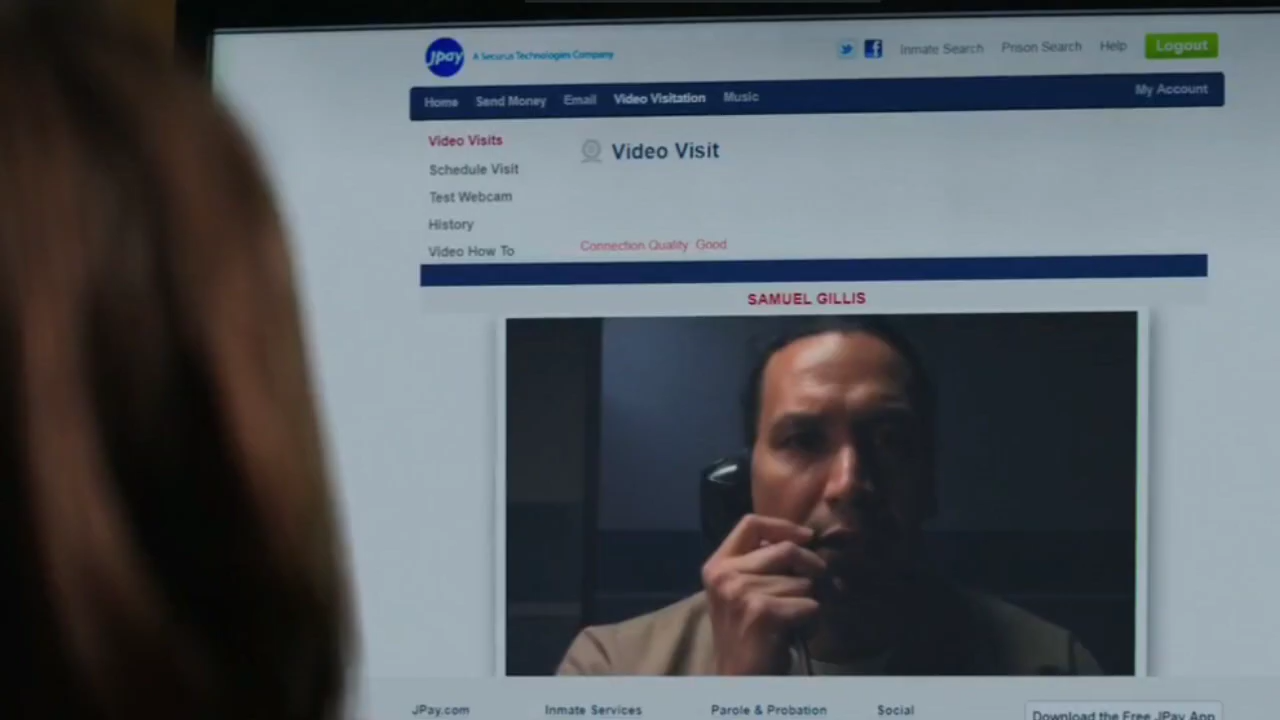 JPay A Securus Technologies Company
Inmate Search Prison Search Help Logout
Home Send Money Email Video Visitation Music My Account
Video Visits
Schedule Visit
Test Webcam
History
Video How To
Video Visit
Connection Quality Good
SAMUEL GILLIS
JPay.com Inmate Services Parole & Probation Social
Download the Free JPay App